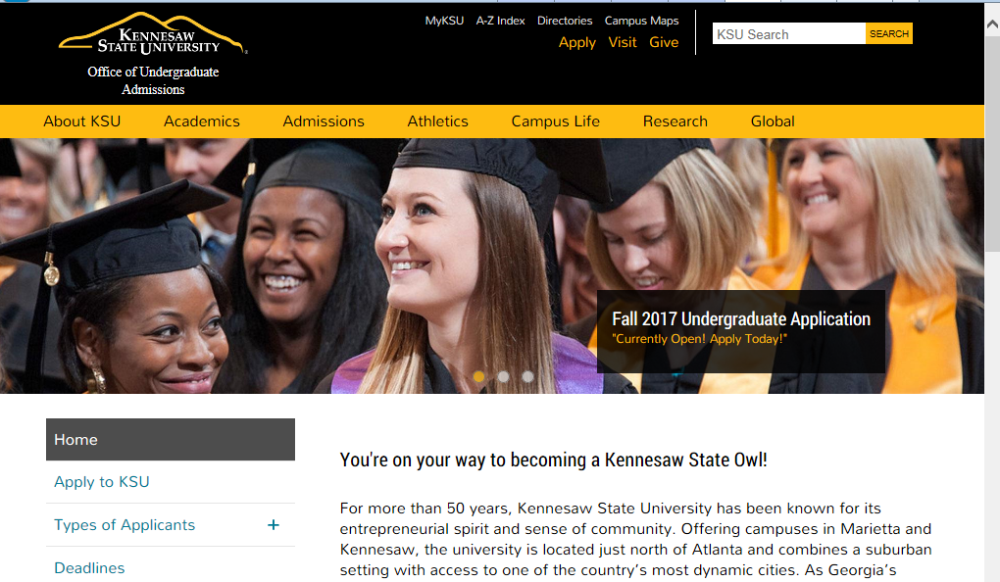 KENNESAW
STATE UNIVERSITY
Office of Undergraduate
Admissions
MyKSU A-Z Index Directories Campus Maps
Apply Visit Give
KSU Search SEARCH
About KSU Academics Admissions Athletics Campus Life Research Global
Fall 2017 Undergraduate Application
"Currently Open! Apply Today!"
Home
Apply to KSU
Types of Applicants +
Deadlines
You're on your way to becoming a Kennesaw State Owl!
For more than 50 years, Kennesaw State University has been known for its
entrepreneurial spirit and sense of community. Offering campuses in Marietta and
Kennesaw, the university is located just north of Atlanta and combines a suburban
setting with access to one of the country’s most dynamic cities. As Georgia’s